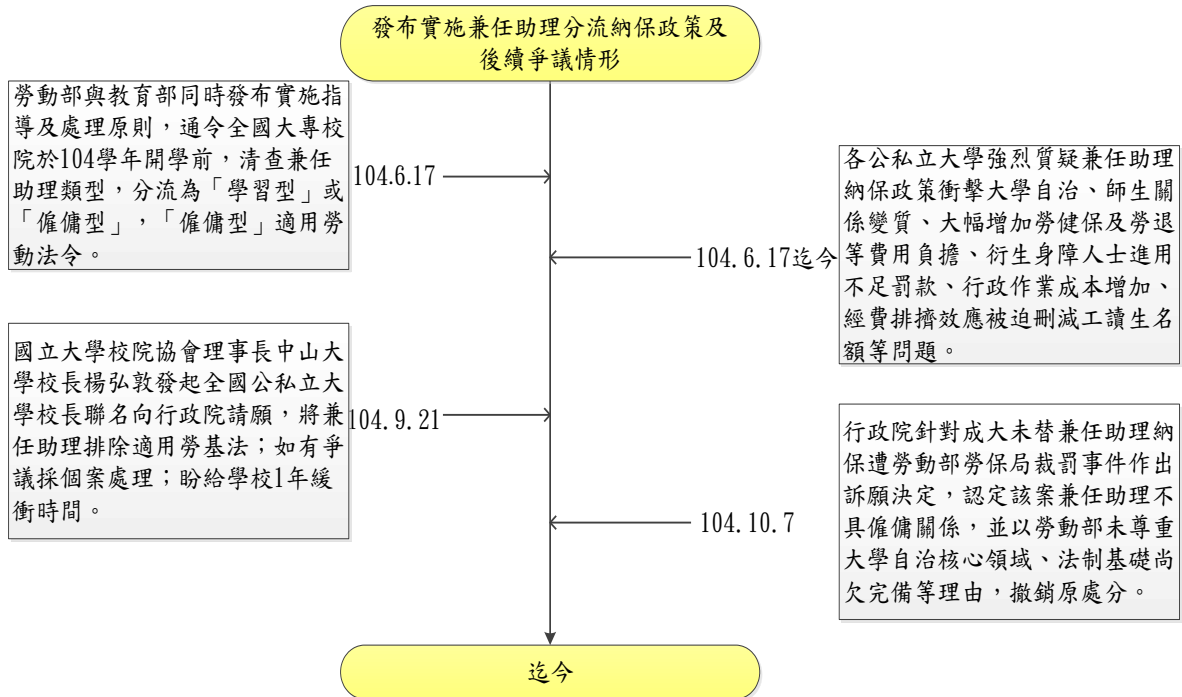 發布實施兼任助理分流納保政策及
後續爭議情形
勞動部與教育部同時發布實施指
導及處理原則，通令全國大專校
院於104學年開學前，清查兼任
助理類型，分流為「學習型」或
「僱傭型」，「僱傭型」適用勞
動法令。
104.6.17
各公私立大學強烈質疑兼任助理
納保政策衝擊大學自治、師生關
係變質、大幅增加勞健保及勞退
等費用負擔、衍生身障人士進用
不足罰款、行政作業成本增加、
經費排擠效應被迫刪減工讀生名
額等問題。
104.6.17迄今
國立大學校院協會理事長中山大
學校長楊弘敦發起全國公私立大
學校長聯名向行政院請願，將兼
任助理排除適用勞基法；如有爭
議採個案處理；盼給學校1年緩
衝時間。
104.9.21
行政院針對成大未替兼任助理納
保遭勞動部勞保局裁罰事件作出
訴願決定，認定該案兼任助理不
具僱傭關係，並以勞動部未尊重
大學自治核心領域、法制基礎尚
欠完備等理由，撤銷原處分。
104.10.7
迄今